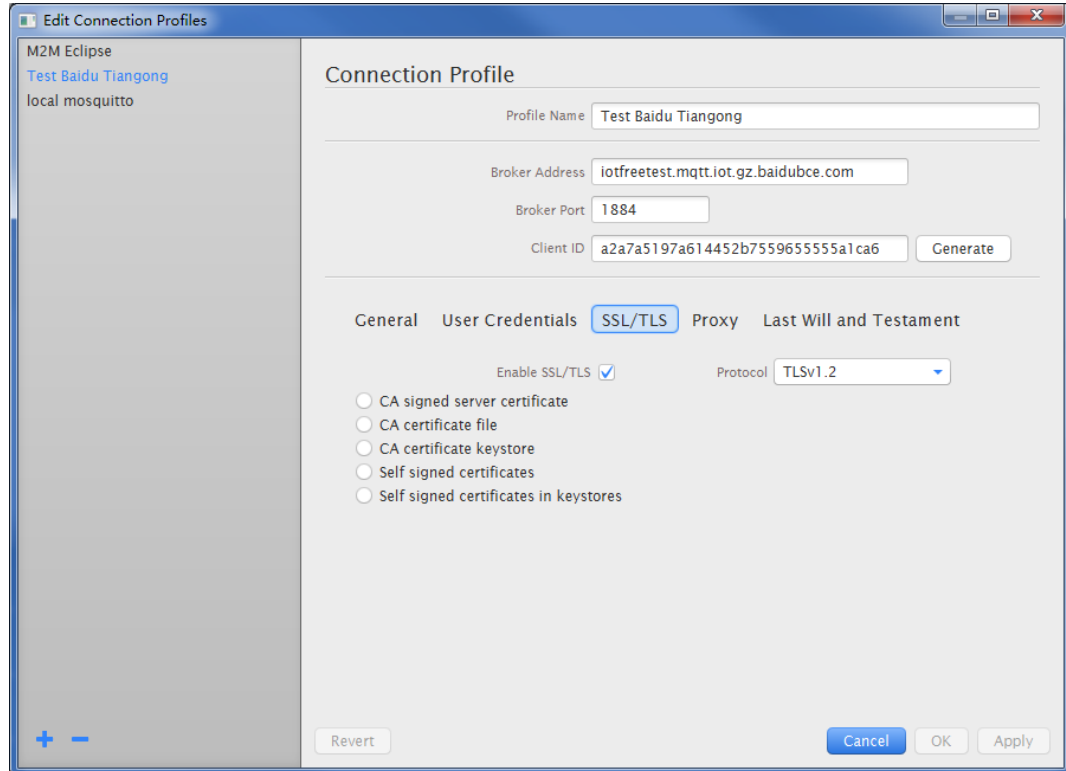 Edit Connection Profiles
M2M Eclipse
Test Baidu Tiangong
local mosquitto
Connection Profile
Profile Name Test Baidu Tiangong
Broker Address iotfreetest.mqtt.iot.gz.baidubce.com
Broker Port 1884
Client ID a2a7a5197a614452b7559655555a1ca6 Generate
General User Credentials SSL/TLS Proxy Last Will and Testament
Enable SSL/TLS Protocol TLSv1.2
CA signed server certificate
CA certificate file
CA certificate keystore
Self signed certificates
Self signed certificates in keystores
Revert Cancel OK Apply